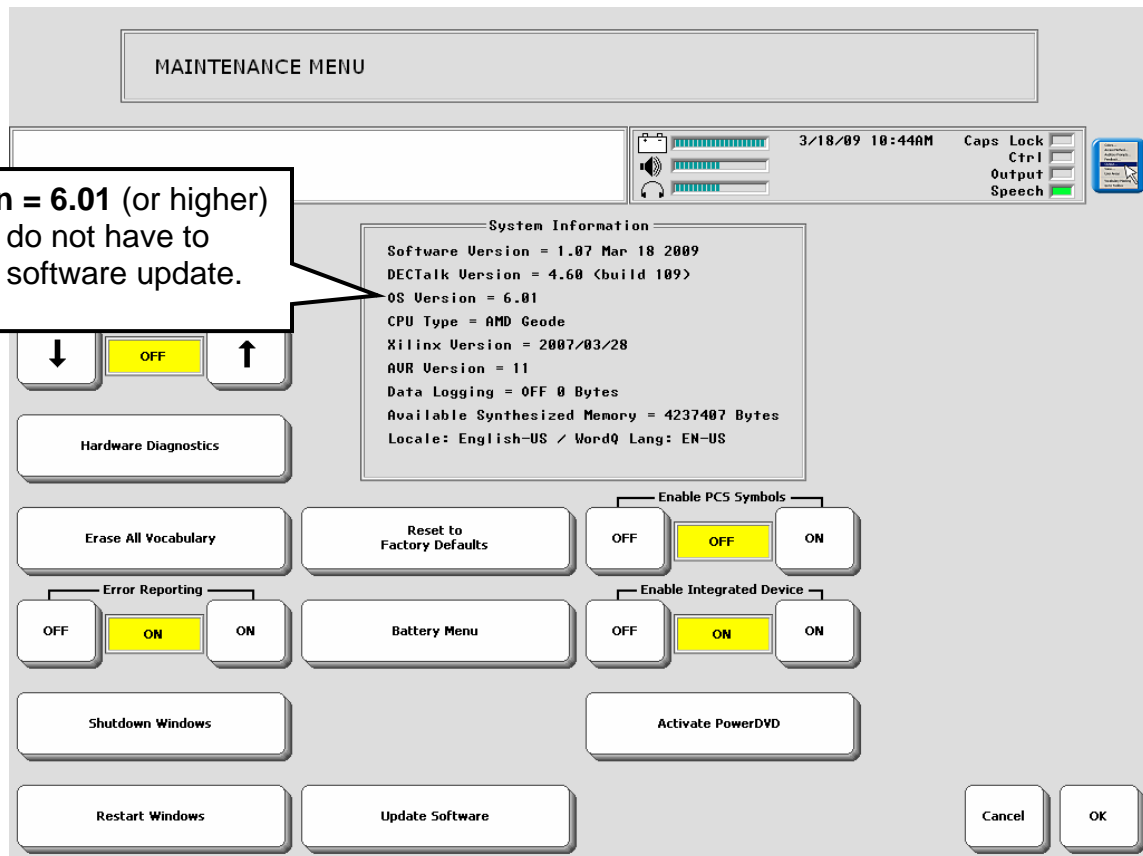 MAINTENANCE MENU
3/18/09 10:44AM
Caps Lock
Ctrl
Output
Speech
n = 6.01 (or higher)
do not have to
software update.
System Information
Software Version = 1.07 Mar 18 2009
DECTalk Version = 4.60 (build 109)
OS Version = 6.01
CPU Type = AMD Geode
Xilinx Version = 2007/03/28
AVR Version = 11
Data Logging = OFF 0 Bytes
Available Synthesized Memory = 4237407 Bytes
Locale: English-US / WordQ Lang: EN-US
↓ OFF ↑
Hardware Diagnostics
Erase All Vocabulary
Reset to
Factory Defaults
Enable PCS Symbols
OFF OFF ON
Error Reporting
OFF ON ON
Battery Menu
Enable Integrated Device
OFF ON ON
Shutdown Windows
Activate PowerDVD
Restart Windows
Update Software
Cancel
OK